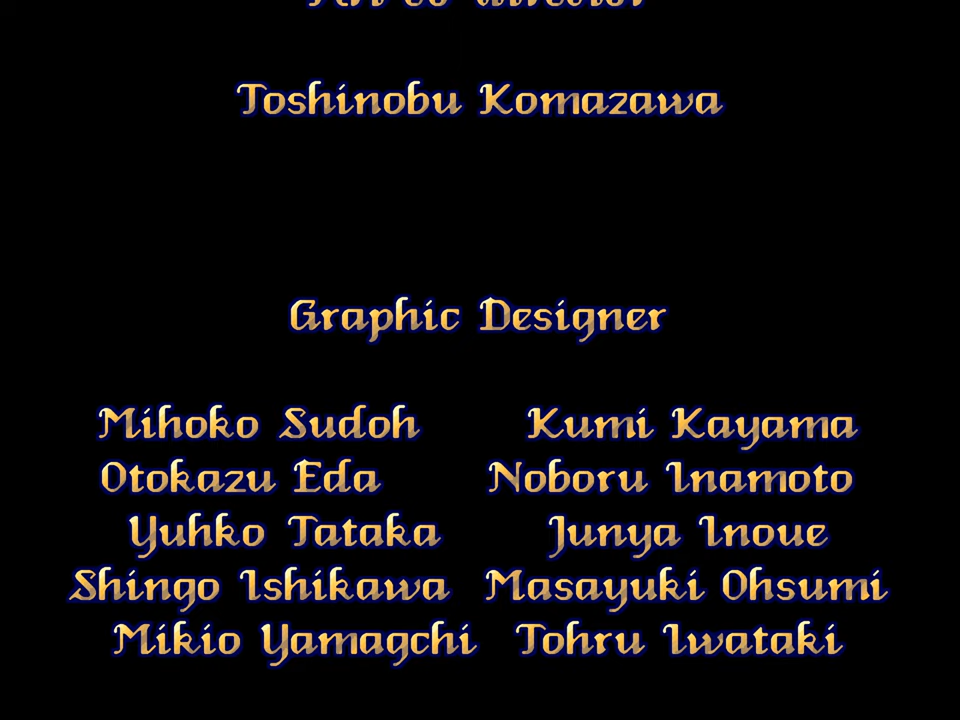 Toshinobu Komazawa
Graphic Designer
Mihoko Sudoh Kumi Kayama
Otokazu Eda Noboru Inamoto
Yuhko Tataka Junya Inoue
Shingo Ishikawa Masayuki Ohsumi
Mikio Yamagchi Tohru Iwataki